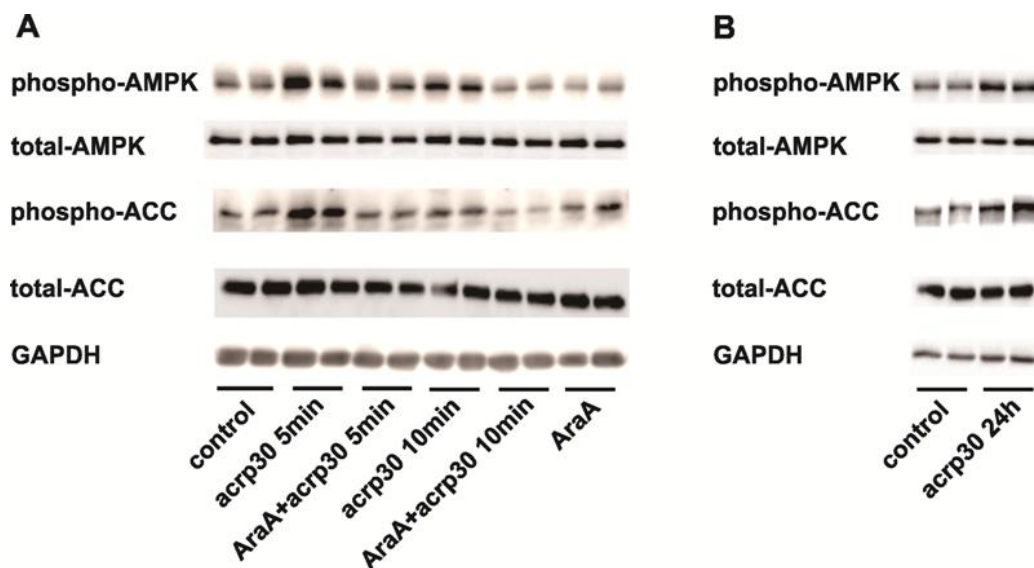 A
B
phospho-AMPK
phospho-AMPK
total-AMPK
total-AMPK
phospho-ACC
phospho-ACC
total-ACC
total-ACC
GAPDH
GAPDH
control
acrp30 5min
AraA+acrp30 5min
acrp30 10min
AraA+acrp30 10min
AraA
control
acrp30 24h